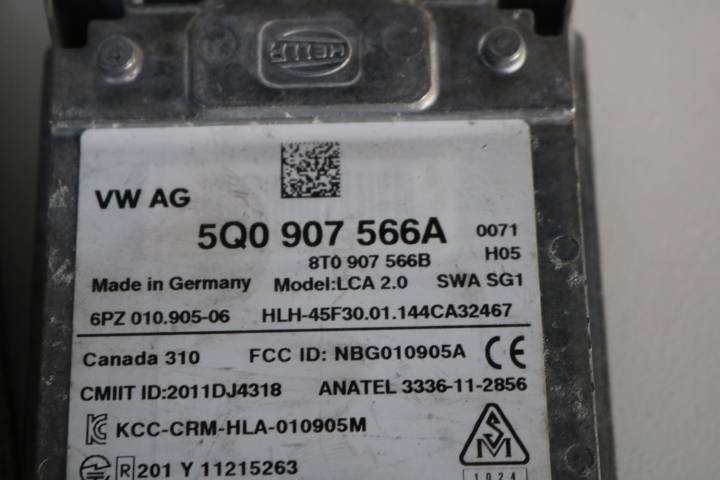 HELLA
VW AG
5Q0 907 566A 0071
8T0 907 566B H05
Made in Germany Model:LCA 2.0 SWA SG1
6PZ 010.905-06 HLH-45F30.01.144CA32467
Canada 310 FCC ID: NBG010905A CE
CMIIT ID:2011DJ4318 ANATEL 3336-11-2856
KCC-CRM-HLA-010905M
R 201 Y 11215263
1024